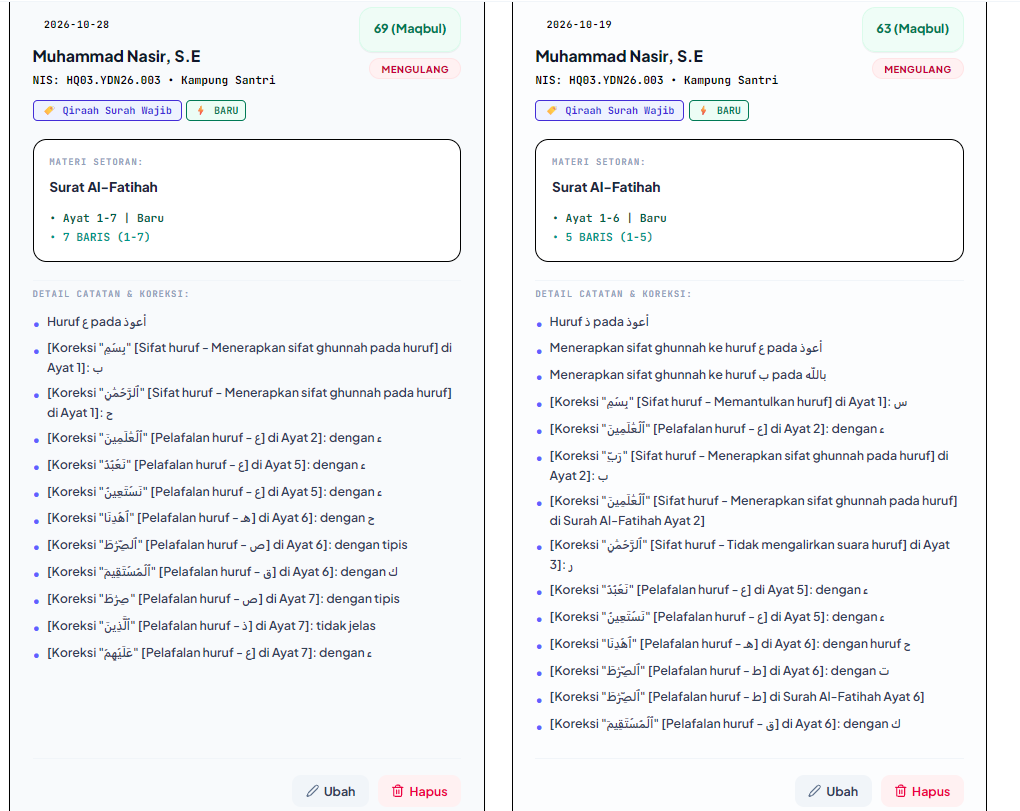 2026-10-28
69 (Maqbul)
Muhammad Nasir, S.E
MENGULANG
NIS: HQ03.YDN26.003 • Kampung Santri
Qiraah Surah Wajib
BARU
MATERI SETORAN:
Surat Al-Fatihah
• Ayat 1-7 | Baru
• 7 BARIS (1-7)
DETAIL CATATAN & KOREKSI:
• Huruf ع pada أعوذ
• [Koreksi "بِسْمِ" [Sifat huruf - Menerapkan sifat ghunnah pada huruf] di
Ayat 1]: ب
• [Koreksi "ٱلرَّحْمَٰنِ" [Sifat huruf - Menerapkan sifat ghunnah pada huruf]
di Ayat 1]: ح
• [Koreksi "ٱلْعَٰلَمِينَ" [Pelafalan huruf - ع] di Ayat 2]: dengan ء
• [Koreksi "نَعْبُدُ" [Pelafalan huruf - ع] di Ayat 5]: dengan ء
• [Koreksi "نَسْتَعِينُ" [Pelafalan huruf - ع] di Ayat 5]: dengan ء
• [Koreksi "ٱهْدِنَا" [Pelafalan huruf - هـ] di Ayat 6]: dengan ح
• [Koreksi "ٱلصِّرَٰطَ" [Pelafalan huruf - ص] di Ayat 6]: dengan tipis
• [Koreksi "ٱلْمُسْتَقِيمَ" [Pelafalan huruf - ق] di Ayat 6]: dengan ك
• [Koreksi "صِرَٰطَ" [Pelafalan huruf - ص] di Ayat 7]: dengan tipis
• [Koreksi "ٱلَّذِينَ" [Pelafalan huruf - ذ] di Ayat 7]: tidak jelas
• [Koreksi "عَلَيْهِمْ" [Pelafalan huruf - ع] di Ayat 7]: dengan ء
Ubah
Hapus
2026-10-19
63 (Maqbul)
Muhammad Nasir, S.E
MENGULANG
NIS: HQ03.YDN26.003 • Kampung Santri
Qiraah Surah Wajib
BARU
MATERI SETORAN:
Surat Al-Fatihah
• Ayat 1-6 | Baru
• 5 BARIS (1-5)
DETAIL CATATAN & KOREKSI:
• Huruf ذ pada أعوذ
• Menerapkan sifat ghunnah ke huruf ع pada أعوذ
• Menerapkan sifat ghunnah ke huruf ب pada باللّه
• [Koreksi "بِسْمِ" [Sifat huruf - Memantulkan huruf] di Ayat 1]: س
• [Koreksi "ٱلْعَٰلَمِينَ" [Pelafalan huruf - ع] di Ayat 2]: dengan ء
• [Koreksi "رَبِّ" [Sifat huruf - Menerapkan sifat ghunnah pada huruf] di
Ayat 2]: ب
• [Koreksi "ٱلْعَٰلَمِينَ" [Sifat huruf - Menerapkan sifat ghunnah pada huruf]
di Surah Al-Fatihah Ayat 2]
• [Koreksi "ٱلرَّحْمَٰنِ" [Sifat huruf - Tidak mengalirkan suara huruf] di Ayat
3]: ر
• [Koreksi "نَعْبُدُ" [Pelafalan huruf - ع] di Ayat 5]: dengan ء
• [Koreksi "نَسْتَعِينُ" [Pelafalan huruf - ع] di Ayat 5]: dengan ء
• [Koreksi "ٱهْدِنَا" [Pelafalan huruf - هـ] di Ayat 6]: dengan huruf ح
• [Koreksi "ٱلصِّرَٰطَ" [Pelafalan huruf - ط] di Ayat 6]: dengan ت
• [Koreksi "ٱلصِّرَٰطَ" [Pelafalan huruf - ط] di Surah Al-Fatihah Ayat 6]
• [Koreksi "ٱلْمُسْتَقِيمَ" [Pelafalan huruf - ق] di Ayat 6]: dengan ك
Ubah
Hapus